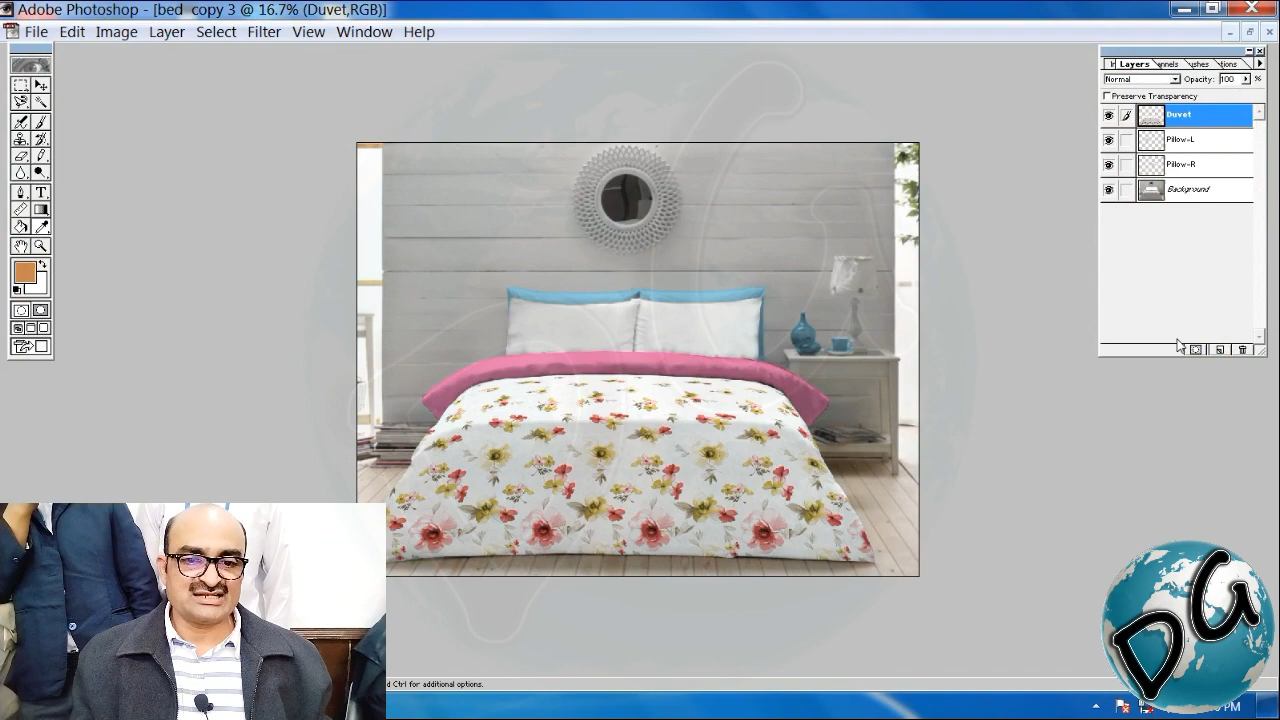 Adobe Photoshop - [bed copy 3 @ 16.7% (Duvet,RGB)]
File Edit Image Layer Select Filter View Window Help
Layers
Normal Opacity: 100 %
Preserve Transparency
Duvet
Pillow-L
Pillow-R
Background
d Ctrl for additional options.
DG